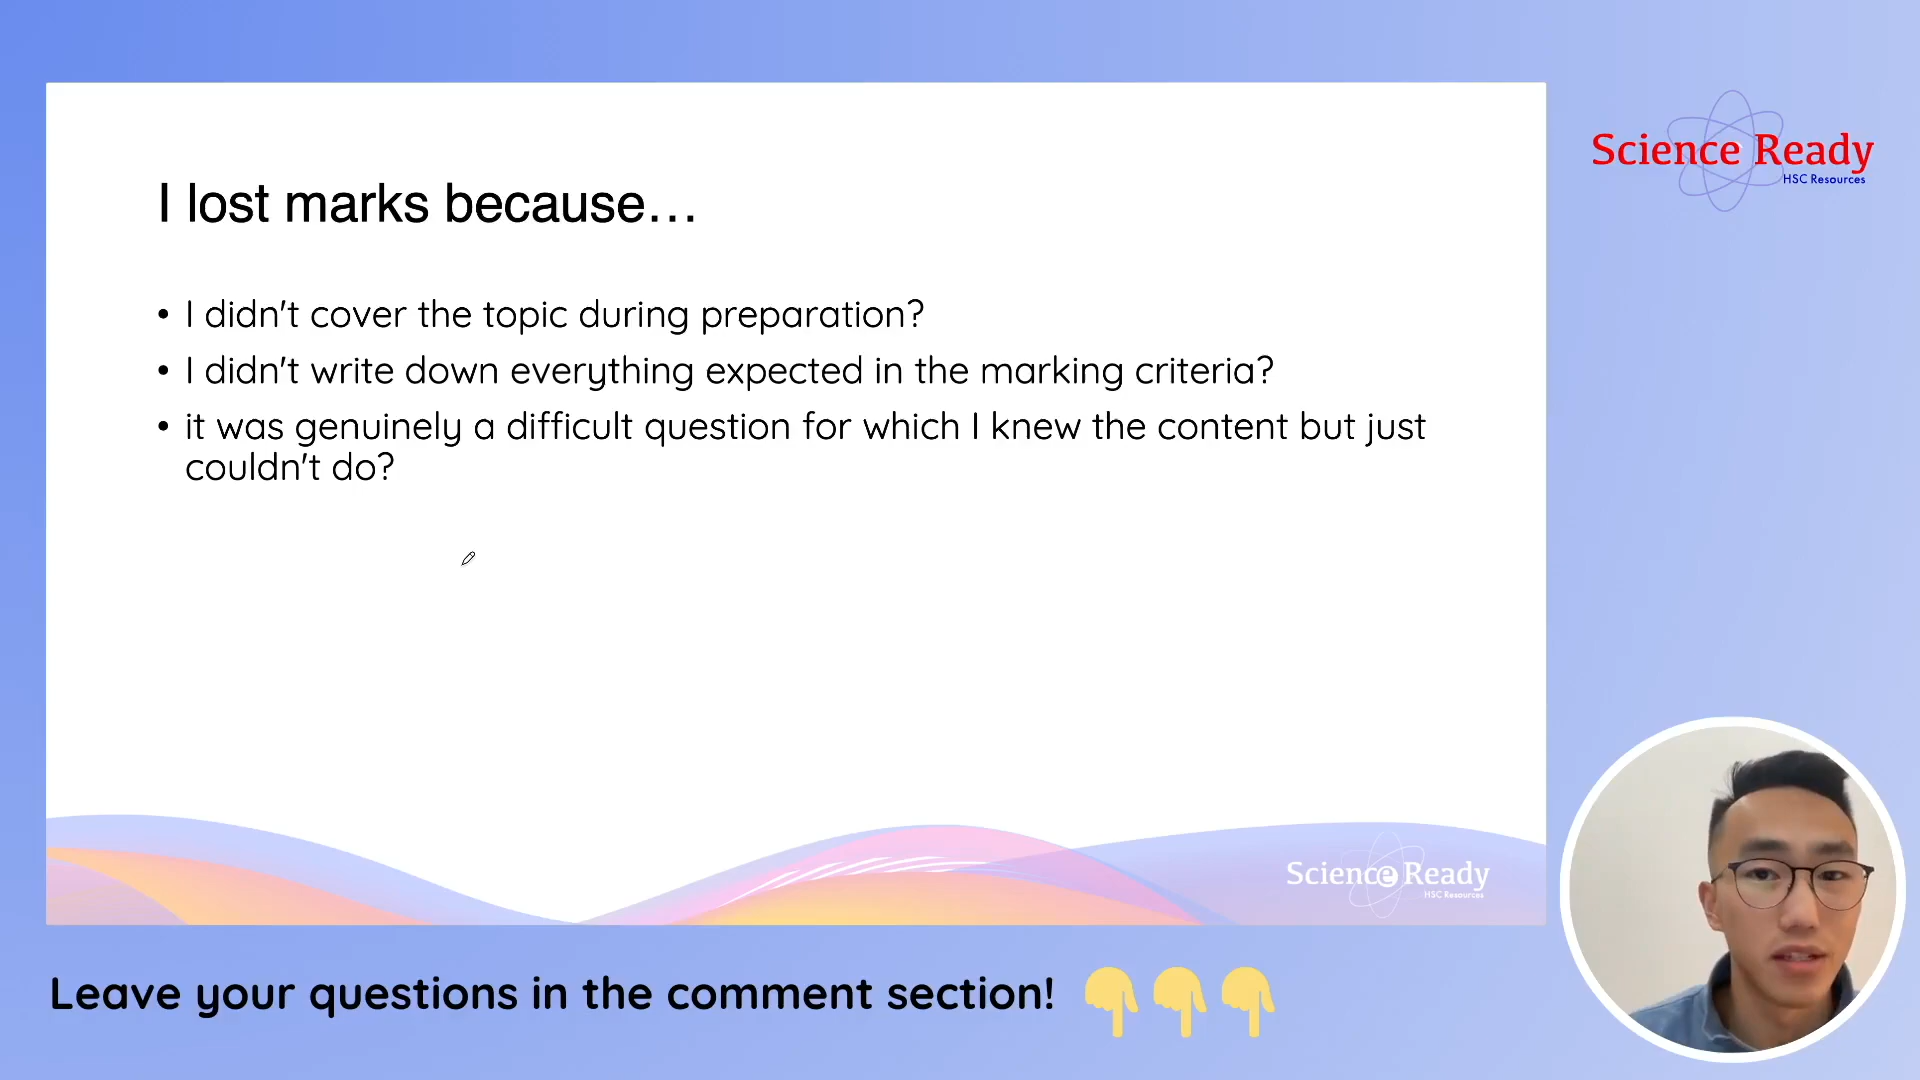 I lost marks because…
• I didn't cover the topic during preparation?
• I didn't write down everything expected in the marking criteria?
• it was genuinely a difficult question for which I knew the content but just
couldn't do?
Science Ready
HSC Resources
Science Ready
HSC Resources
Leave your questions in the comment section! 👇👇👇